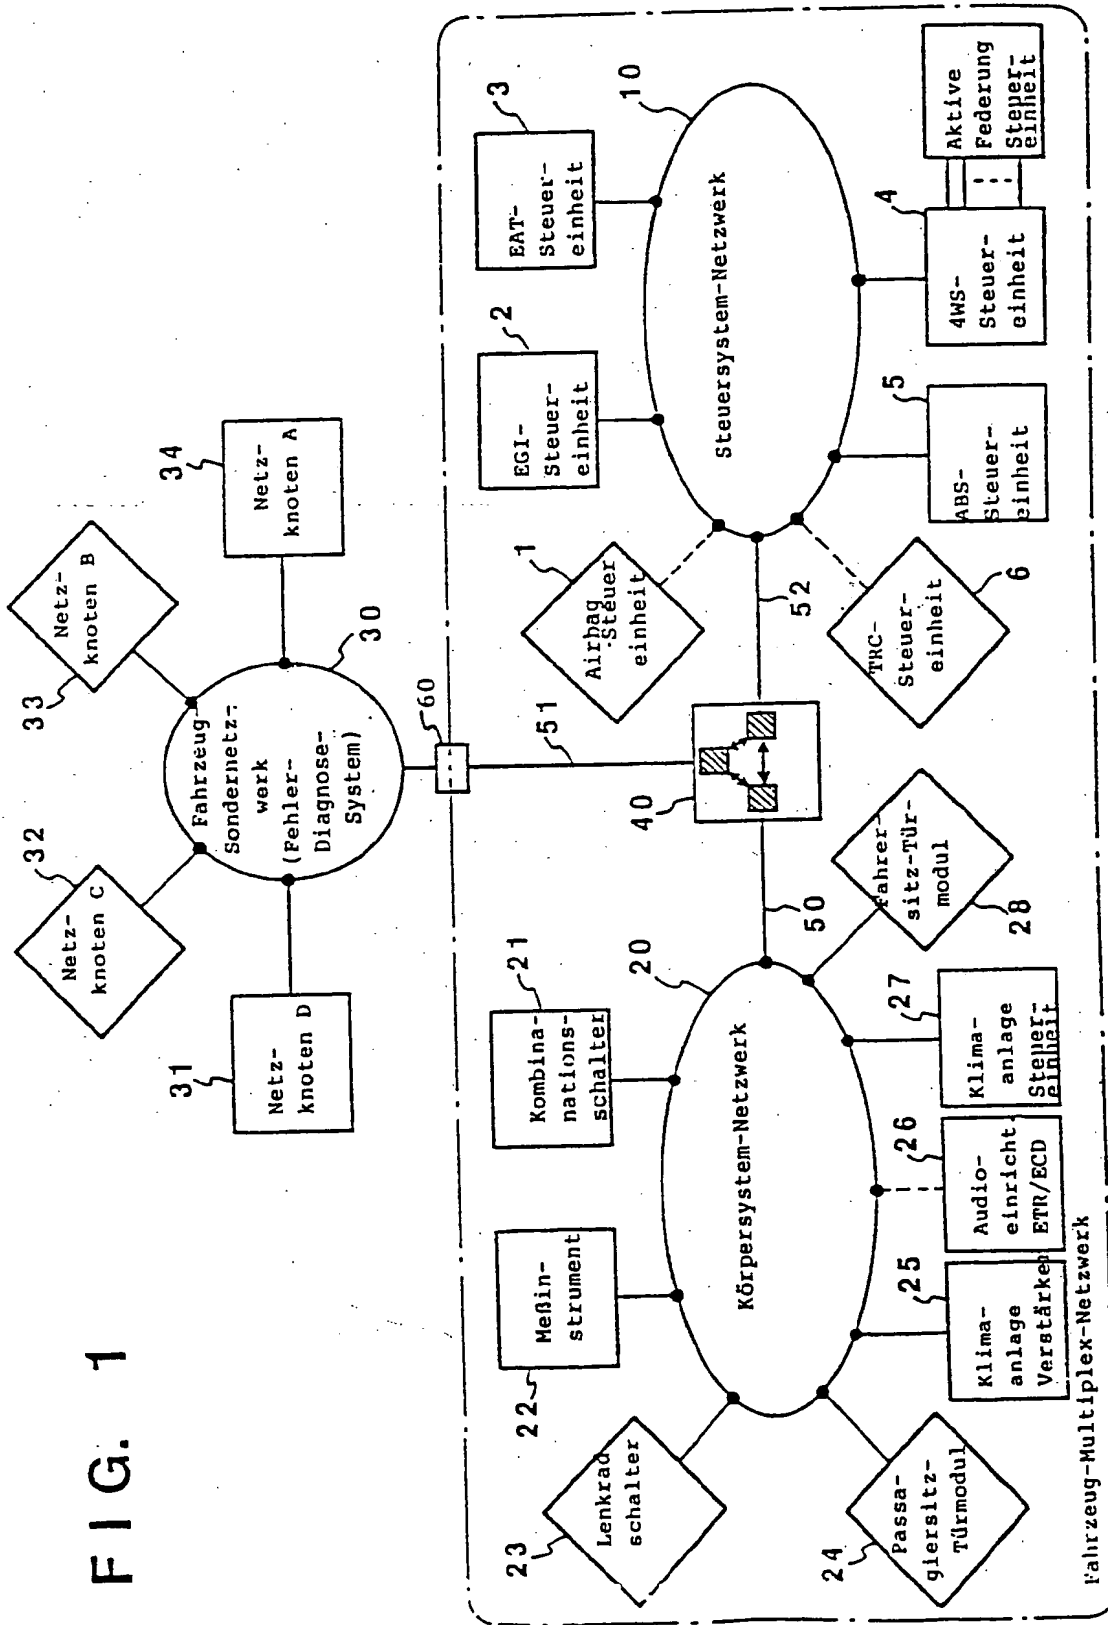 FIG. 1
32
Netz-
knoten C
33
Netz-
knoten B
31
Netz-
knoten D
34
Netz-
knoten A
30
Fahrzeug
Sondernetz-
werk
(Fehler-
Diagnose-
System)
60
51
23
Lenkrad
schalter
22
Meßin-
strument
21
Kombina-
nations-
schalter
20
Körpersystem-Netzwerk
50
40
52
1
Airbag
-Steuer
einheit
2
EGI-
Steuer-
einheit
3
EAT-
Steuer-
einheit
10
Steuersystem-Netzwerk
24
Passa-
giersitz-
Türmodul
25
Klima-
anlage
Verstärker
26
Audio-
einricht.
ETR/ECD
27
Klima-
anlage
Steuer-
einheit
28
Fahrer-
sitz-Tür-
modul
6
TRC-
Steuer-
einheit
5
ABS-
Steuer-
einheit
4
4WS-
Steuer-
einheit
Aktive
Federung
Steuer-
einheit
Fahrzeug-Multiplex-Netzwerk